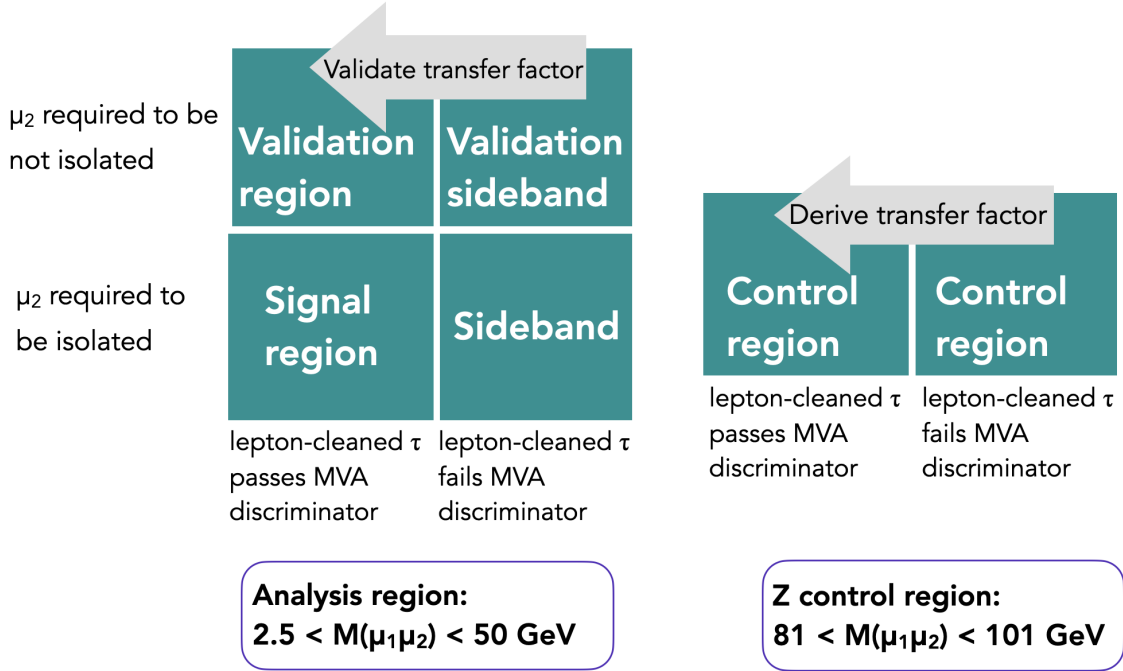 Validate transfer factor
μ₂ required to be
not isolated
Validation
region
Validation
sideband
Derive transfer factor
μ₂ required to
be isolated
Signal
region
Sideband
Control
region
Control
region
lepton-cleaned τ
passes MVA
discriminator
lepton-cleaned τ
fails MVA
discriminator
lepton-cleaned τ
passes MVA
discriminator
lepton-cleaned τ
fails MVA
discriminator
Analysis region:
2.5 < M(μ₁μ₂) < 50 GeV
Z control region:
81 < M(μ₁μ₂) < 101 GeV